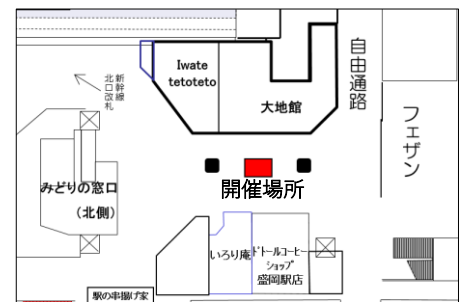 Iwate
tetoteto
大地館
自由通路
新幹線
北口改札
フェザン
みどりの窓口
(北側)
開催場所
いろり庵
ドトールコーヒー
ショップ
盛岡駅店
駅の串揚げ家